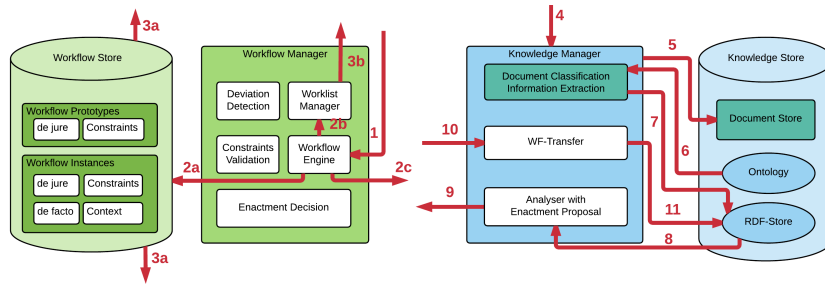 3a
Workflow Store
Workflow Prototypes
de jure
Constraints
Workflow Instances
de jure
Constraints
de facto
Context
3a
2a
Workflow Manager
Deviation
Detection
Worklist
Manager
3b
2b
1
Constraints
Validation
Workflow
Engine
2c
Enactment Decision
4
Knowledge Manager
Document Classification
Information Extraction
10
WF-Transfer
9
Analyser with
Enactment Proposal
5
7
6
11
8
Knowledge Store
Document Store
Ontology
RDF-Store